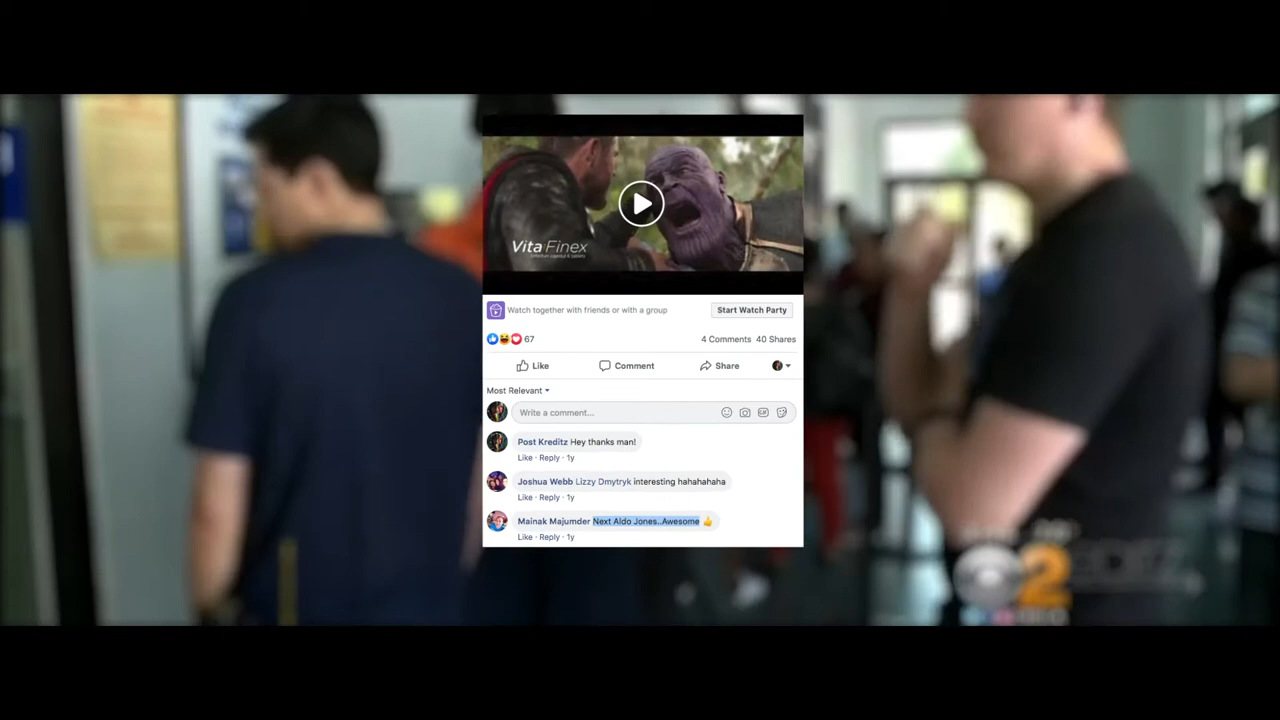 Vita Finex
Watch together with friends or with a group
Start Watch Party
67
4 Comments 40 Shares
Like
Comment
Share
Most Relevant
Write a comment...
GIF
Post Kreditz Hey thanks man!
Like · Reply · 1y
Joshua Webb Lizzy Dmytryk interesting hahahahaha
Like · Reply · 1y
Mainak Majumder Next Aldo Jones..Awesome 👍
Like · Reply · 1y
2